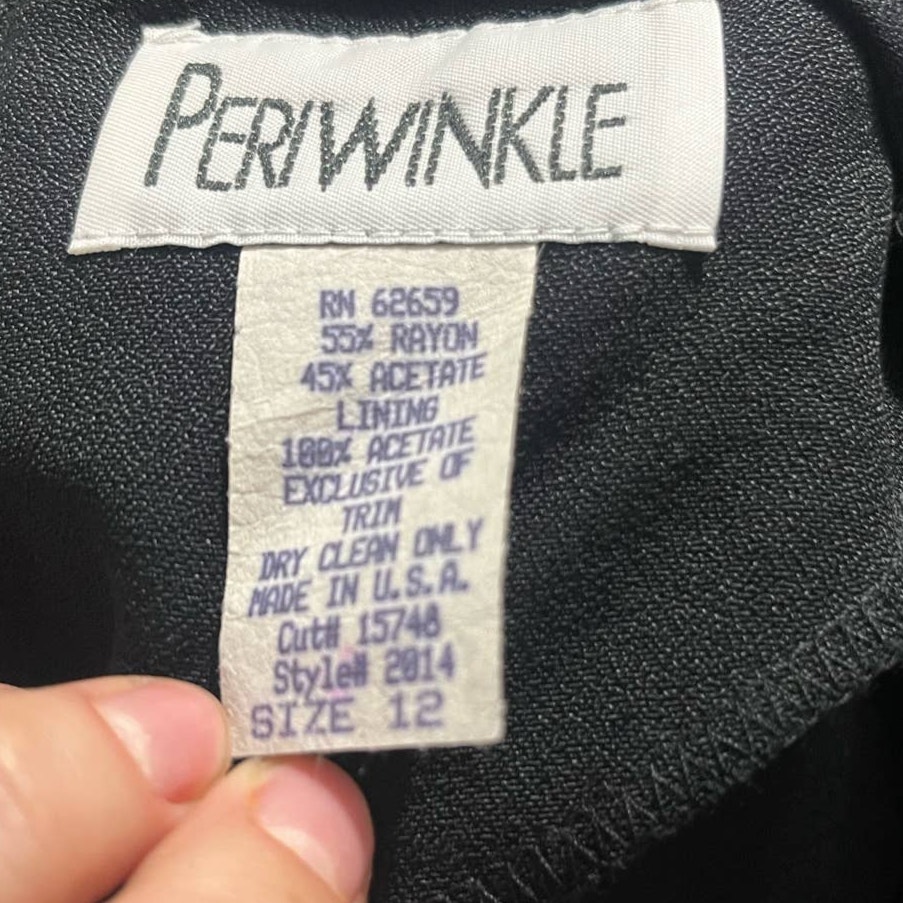 PERIWINKLE
RN 62659
55% RAYON
45% ACETATE
LINING
100% ACETATE
EXCLUSIVE OF
TRIM
DRY CLEAN ONLY
MADE IN U.S.A.
Cut# 15748
Style# 2014
SIZE 12